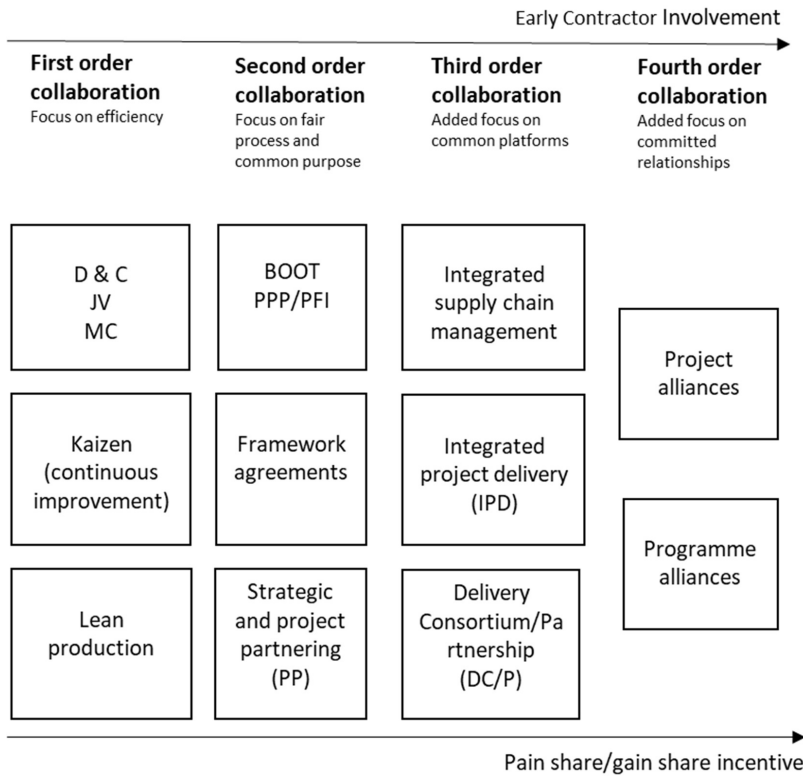 Early Contractor Involvement
First order
collaboration
Focus on efficiency
Second order
collaboration
Focus on fair
process and
common purpose
Third order
collaboration
Added focus on
common platforms
Fourth order
collaboration
Added focus on
committed
relationships
D & C
JV
MC
BOOT
PPP/PFI
Integrated
supply chain
management
Project
alliances
Kaizen
(continuous
improvement)
Framework
agreements
Integrated
project delivery
(IPD)
Programme
alliances
Lean
production
Strategic
and project
partnering
(PP)
Delivery
Consortium/Pa
rtnership
(DC/P)
Pain share/gain share incentive